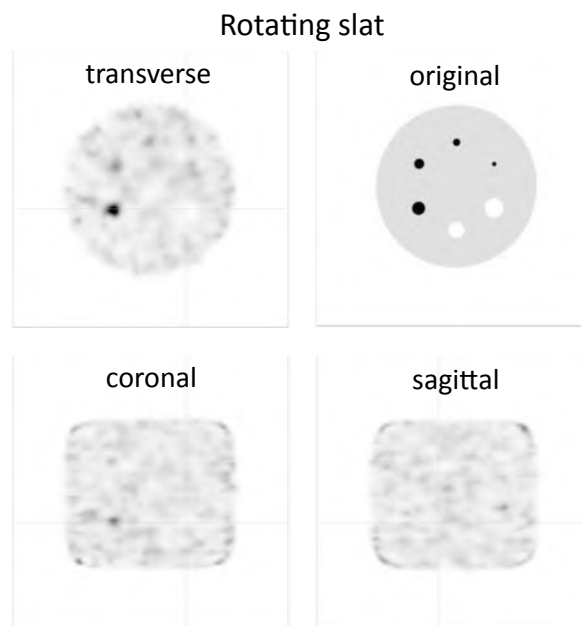 Rotating slat
transverse
original
coronal
sagittal